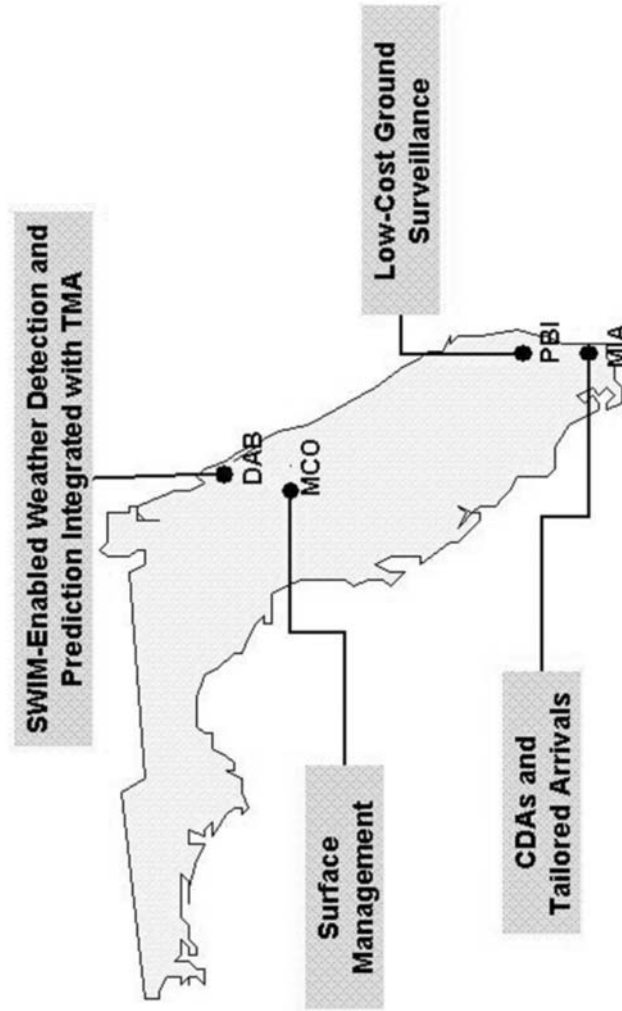 SWIM-Enabled Weather Detection and
Prediction Integrated with TMA
DAB
MCO
Surface
Management
Low-Cost Ground
Surveillance
PBI
MIA
CDAs and
Tailored Arrivals